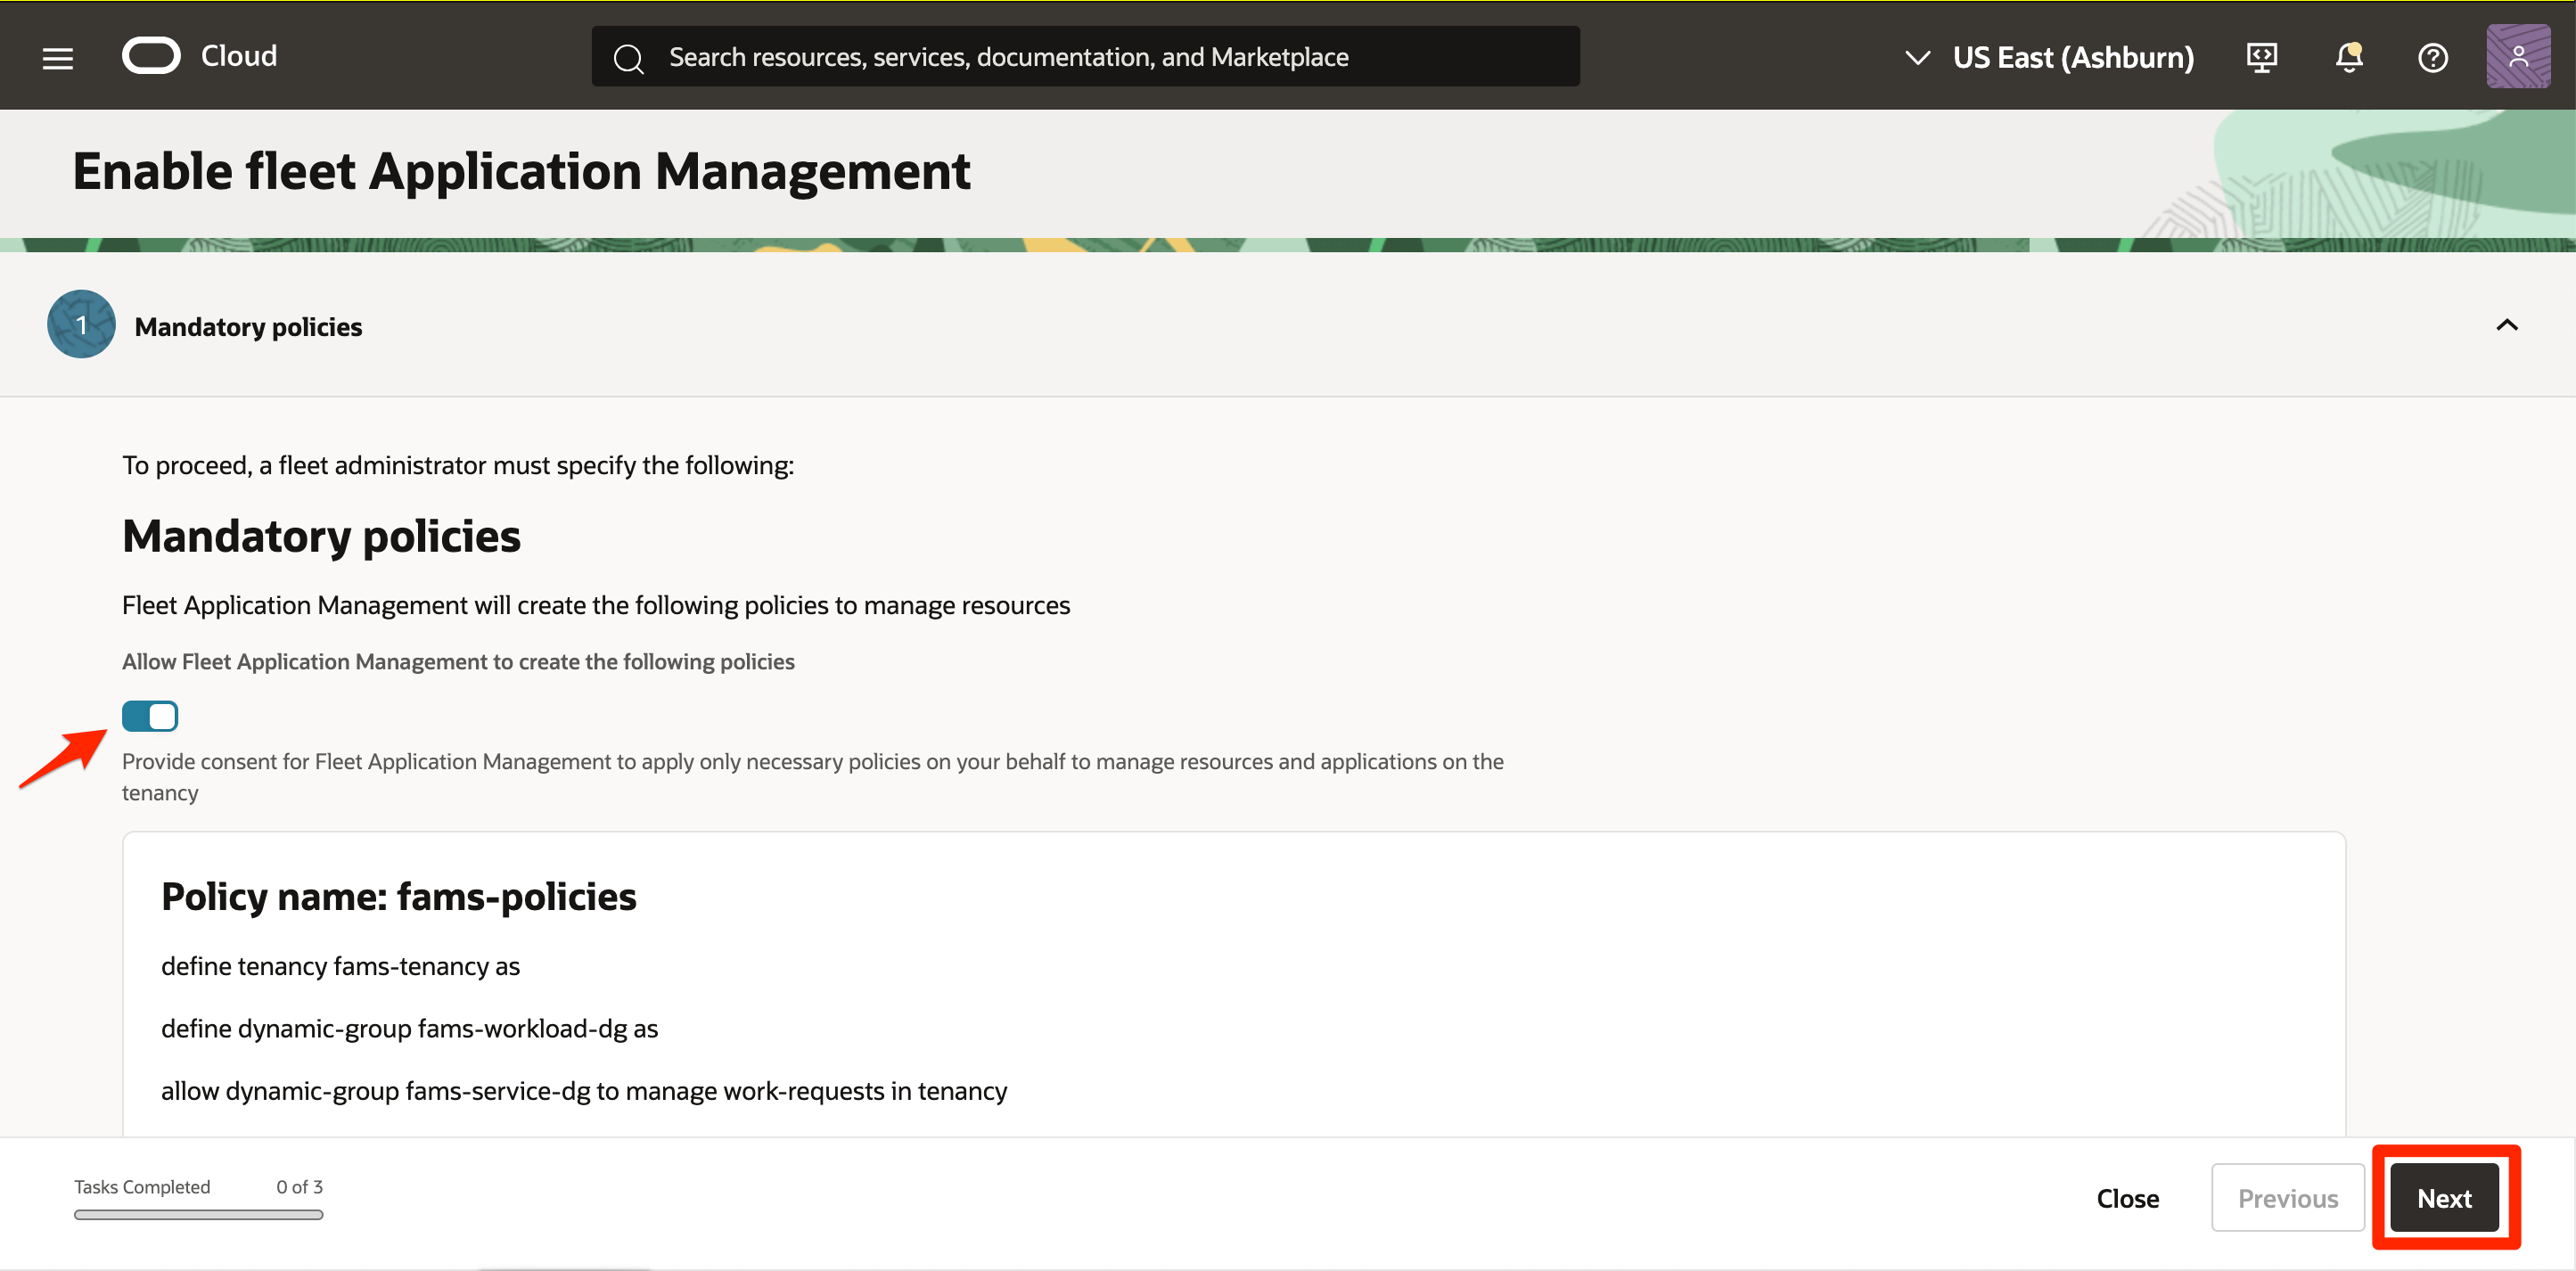 Cloud
Search resources, services, documentation, and Marketplace
US East (Ashburn)
Enable fleet Application Management
1
Mandatory policies
To proceed, a fleet administrator must specify the following:
Mandatory policies
Fleet Application Management will create the following policies to manage resources
Allow Fleet Application Management to create the following policies
Provide consent for Fleet Application Management to apply only necessary policies on your behalf to manage resources and applications on the
tenancy
Policy name: fams-policies
define tenancy fams-tenancy as
define dynamic-group fams-workload-dg as
allow dynamic-group fams-service-dg to manage work-requests in tenancy
Tasks Completed 0 of 3
Close Previous Next